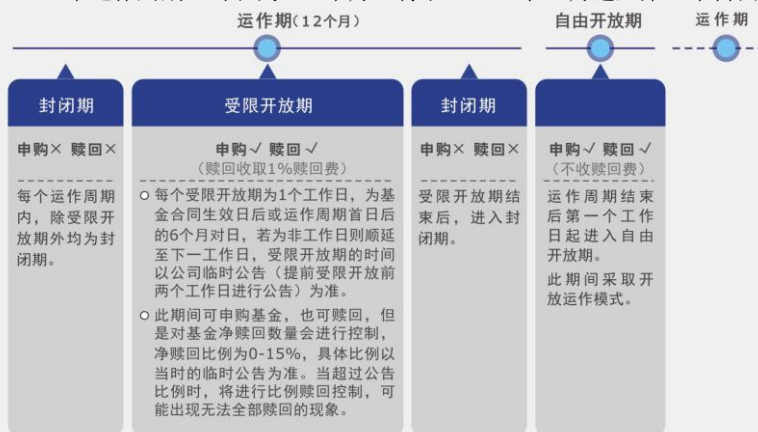 运作期(12个月)
自由开放期
运作期
封闭期
申购× 赎回×
每个运作周期
内，除受限开
放期外均为封
闭期。
受限开放期
申购√ 赎回√
(赎回收取1%赎回费)
每个受限开放期为1个工作日，为基
金合同生效日后或运作周期首日后
的6个月对日，若为非工作日则顺延
至下一工作日，受限开放期的时间
以公司临时公告（提前受限开放前
两个工作日进行公告）为准。
此期间可申购基金，也可赎回，但
是对基金净赎回数量会进行控制，
净赎回比例为0-15%，具体比例以
当时的临时公告为准。当超过公告
比例时，将进行比例赎回控制，可
能出现无法全部赎回的现象。
封闭期
申购× 赎回×
受限开放期结
束后，进入封
闭期。
申购√ 赎回√
(不收赎回费)
运作周期结束
后第一个工作
日起进入自由
开放期。
此期间采取开
放运作模式。